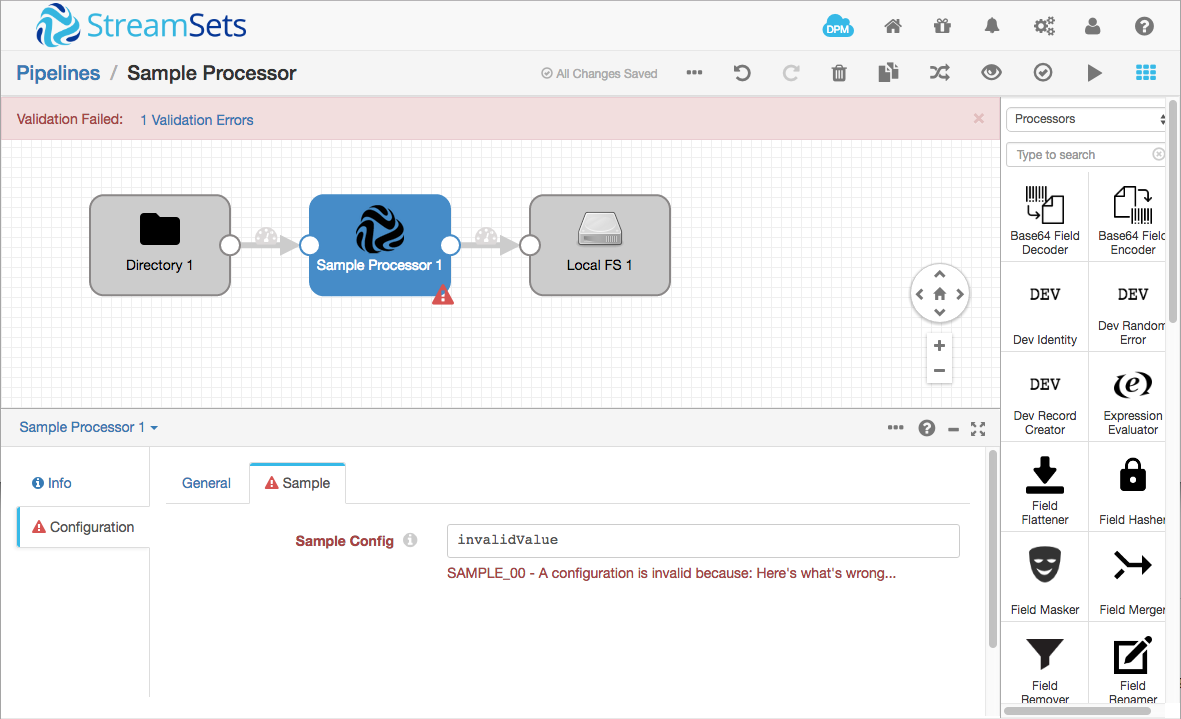 StreamSets
DPM
Pipelines / Sample Processor
All Changes Saved
Validation Failed: 1 Validation Errors
Directory 1
Sample Processor 1
Local FS 1
Processors
Type to search
Base64 Field
Decoder
Base64 Field
Encoder
DEV
Dev Identity
DEV
Dev Random
Error
DEV
Dev Record
Creator
Expression
Evaluator
Field
Flattener
Field Hasher
Field Masker
Field Merger
Field
Remover
Field
Renamer
Sample Processor 1
Info
Configuration
General
Sample
Sample Config
invalidValue
SAMPLE_00 - A configuration is invalid because: Here's what's wrong...